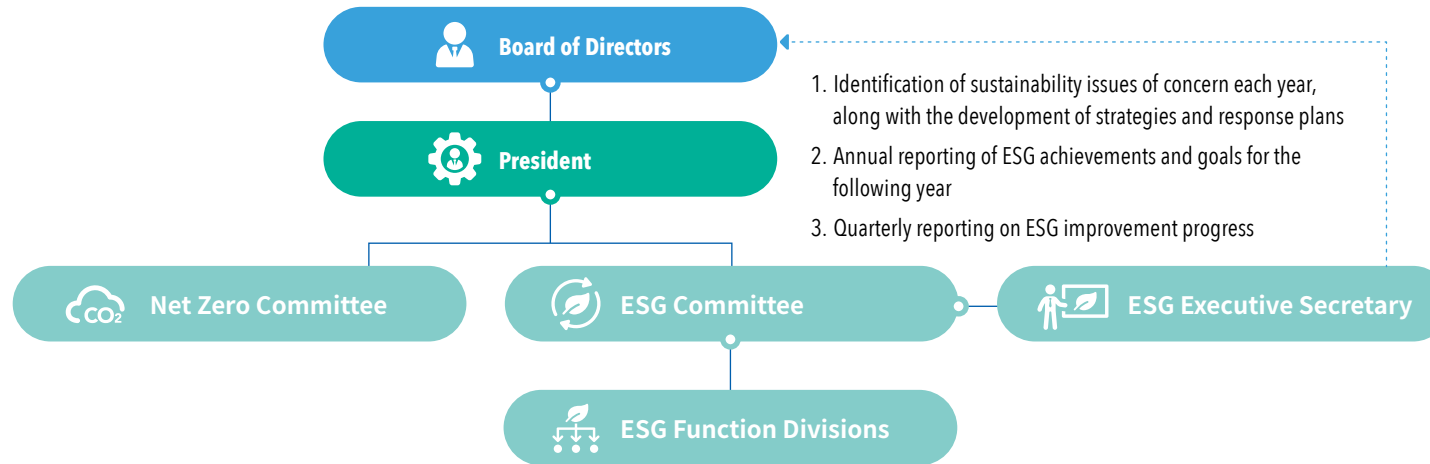 Board of Directors
1. Identification of sustainability issues of concern each year,
along with the development of strategies and response plans
President
2. Annual reporting of ESG achievements and goals for the
following year
3. Quarterly reporting on ESG improvement progress
CO2
Net Zero Committee
ESG Committee
ESG Executive Secretary
ESG Function Divisions